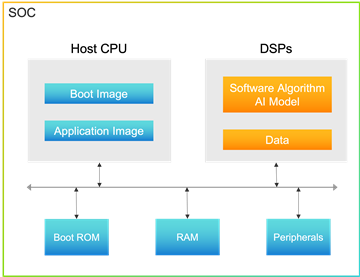 SOC
Host CPU
DSPs
Boot Image
Application Image
Software Algorithm
AI Model
Data
Boot ROM
RAM
Peripherals